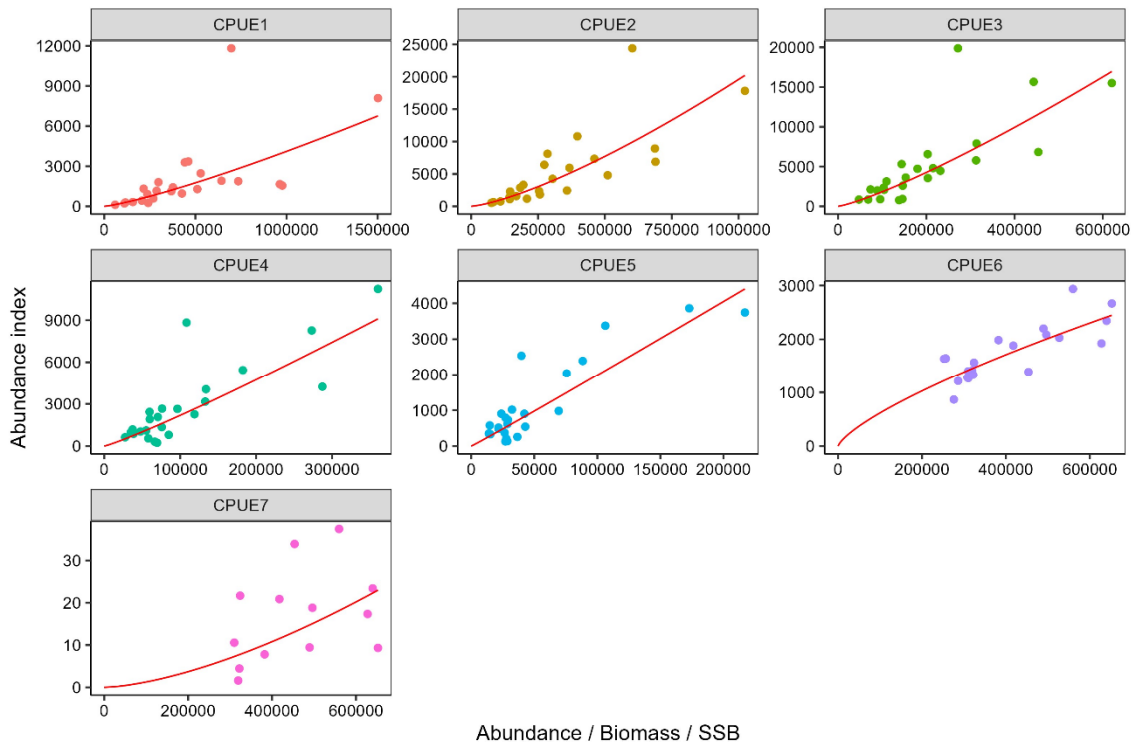 CPUE1 CPUE2 CPUE3
12000
9000
6000
3000
0
0 500000 1000000 1500000
25000
20000
15000
10000
5000
0
0 250000 500000 750000 1000000
20000
15000
10000
5000
0
0 200000 400000 600000
CPUE4 CPUE5 CPUE6
9000
6000
3000
0
0 100000 200000 300000
4000
3000
2000
1000
0
0 50000 100000 150000 200000
3000
2000
1000
0
0 200000 400000 600000
CPUE7
30
20
10
0
0 200000 400000 600000
Abundance index
Abundance / Biomass / SSB